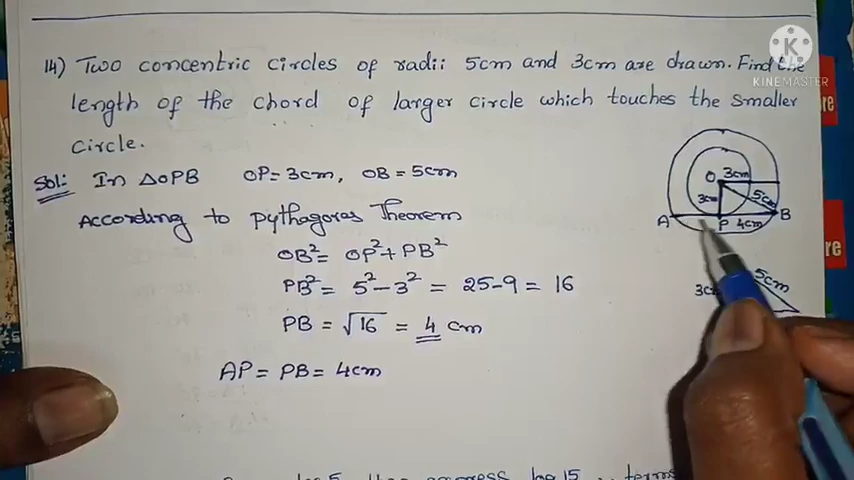 14) Two concentric circles of radii 5cm and 3cm are drawn. Find the
length of the chord of larger circle which touches the smaller
circle.
Sol: In △OPB OP = 3cm, OB = 5cm
According to pythagoras Theorem
OB² = OP² + PB²
PB² = 5² - 3² = 25 - 9 = 16
PB = √16 = 4 cm
AP = PB = 4cm
O 3cm
3cm 5cm
A P 4cm B
5cm
K
KINEMASTER